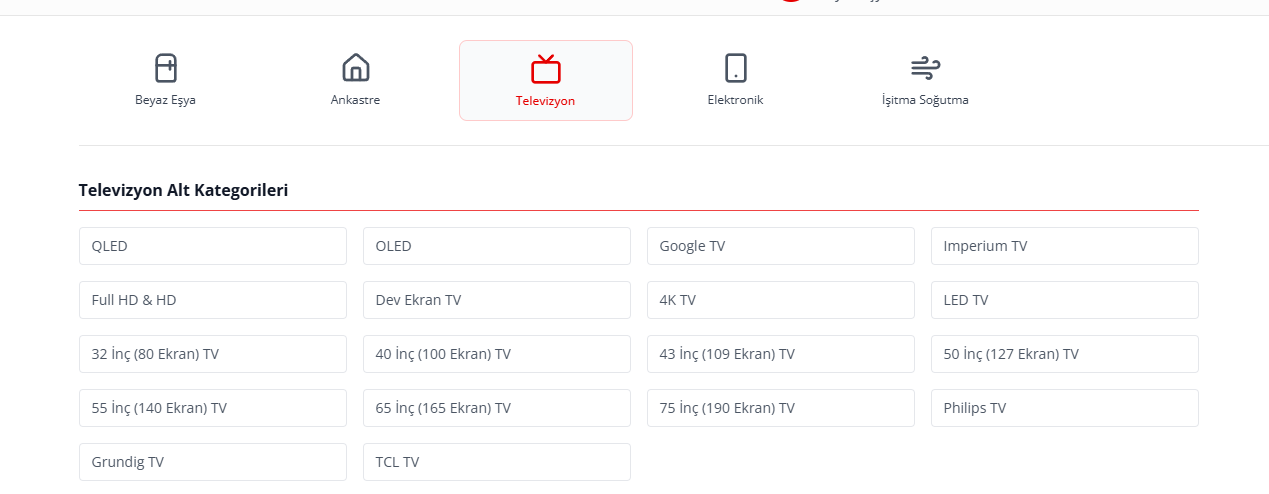 Beyaz Eşya
Ankastre
Televizyon
Elektronik
İşitma Soğutma
Televizyon Alt Kategorileri
QLED
OLED
Google TV
Imperium TV
Full HD & HD
Dev Ekran TV
4K TV
LED TV
32 İnç (80 Ekran) TV
40 İnç (100 Ekran) TV
43 İnç (109 Ekran) TV
50 İnç (127 Ekran) TV
55 İnç (140 Ekran) TV
65 İnç (165 Ekran) TV
75 İnç (190 Ekran) TV
Philips TV
Grundig TV
TCL TV